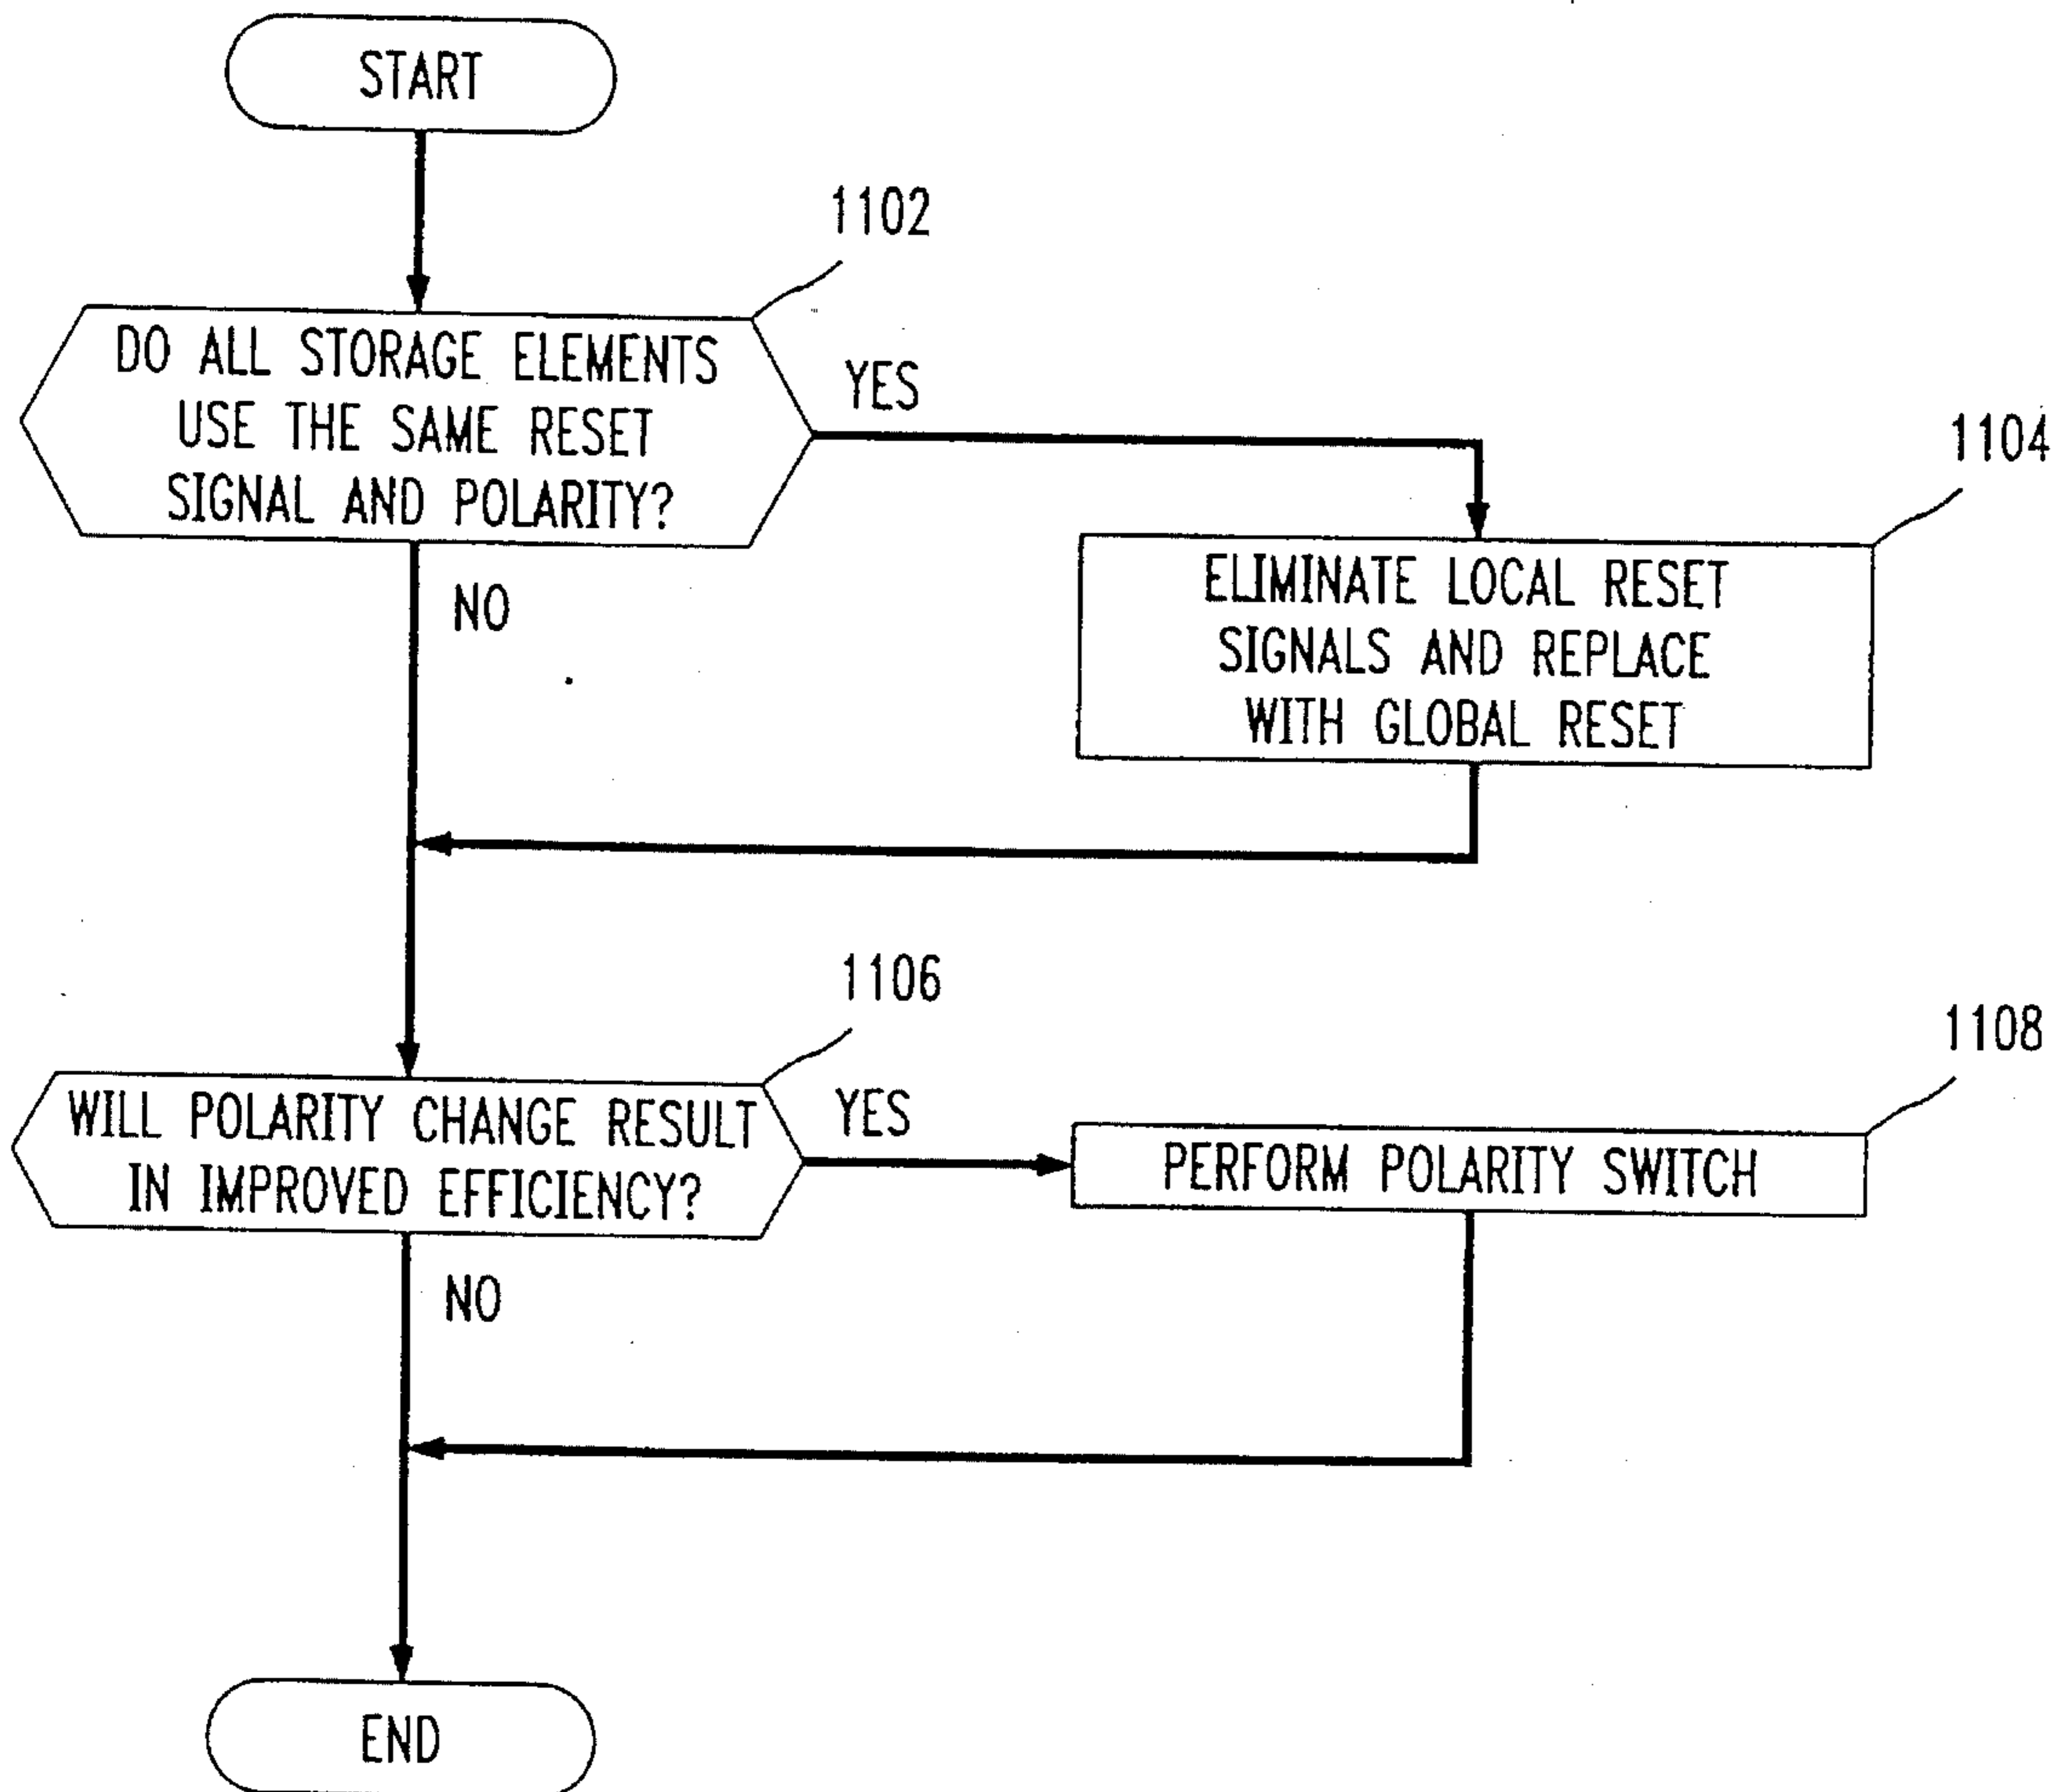 START
1102
DO ALL STORAGE ELEMENTS
USE THE SAME RESET
SIGNAL AND POLARITY?
YES
NO
1104
ELIMINATE LOCAL RESET
SIGNALS AND REPLACE
WITH GLOBAL RESET
1106
WILL POLARITY CHANGE RESULT
IN IMPROVED EFFICIENCY?
YES
NO
1108
PERFORM POLARITY SWITCH
END